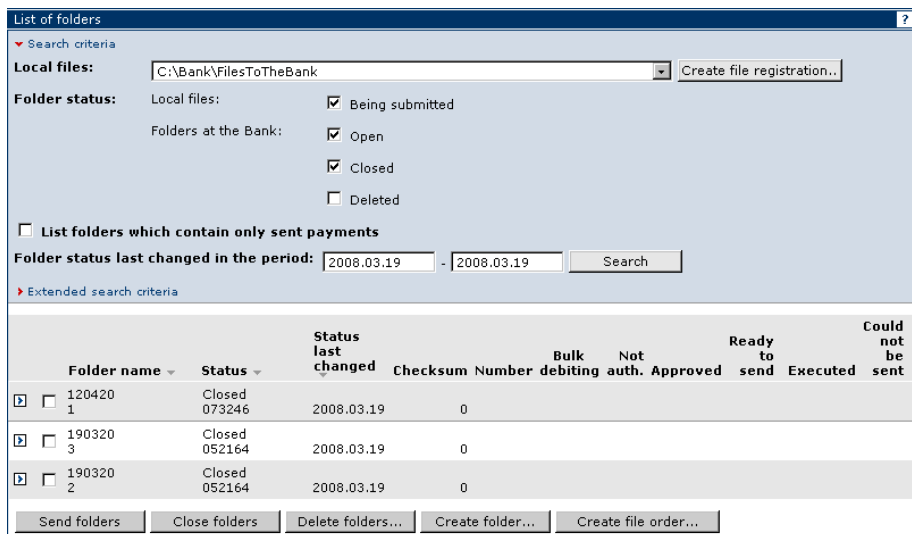 List of folders ?
Search criteria
Local files: C:\Bank\FilesToTheBank Create file registration..
Folder status: Local files: Being submitted
Folders at the Bank: Open
Closed
Deleted
List folders which contain only sent payments
Folder status last changed in the period: 2008.03.19 - 2008.03.19 Search
Extended search criteria
Folder name Status Status last changed Checksum Number Bulk debiting Not auth. Approved Ready to send Executed Could not be sent
120420 Closed
1 073246 2008.03.19 0
190320 Closed
3 052164 2008.03.19 0
190320 Closed
2 052164 2008.03.19 0
Send folders Close folders Delete folders... Create folder... Create file order...